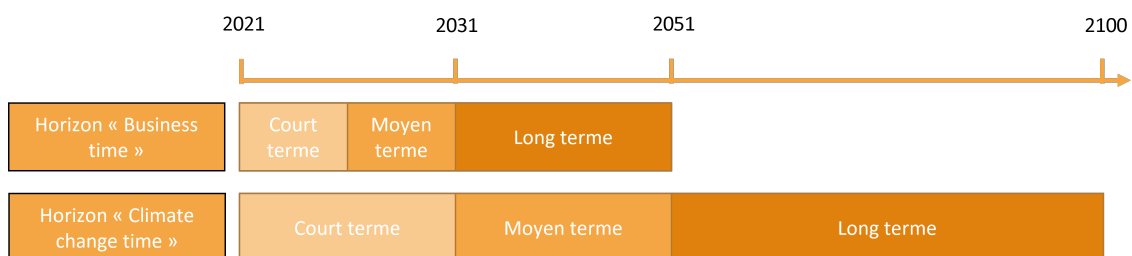 2021 2031 2051 2100
Horizon « Business
time »
Court
terme
Moyen
terme
Long terme
Horizon « Climate
change time »
Court terme
Moyen terme
Long terme